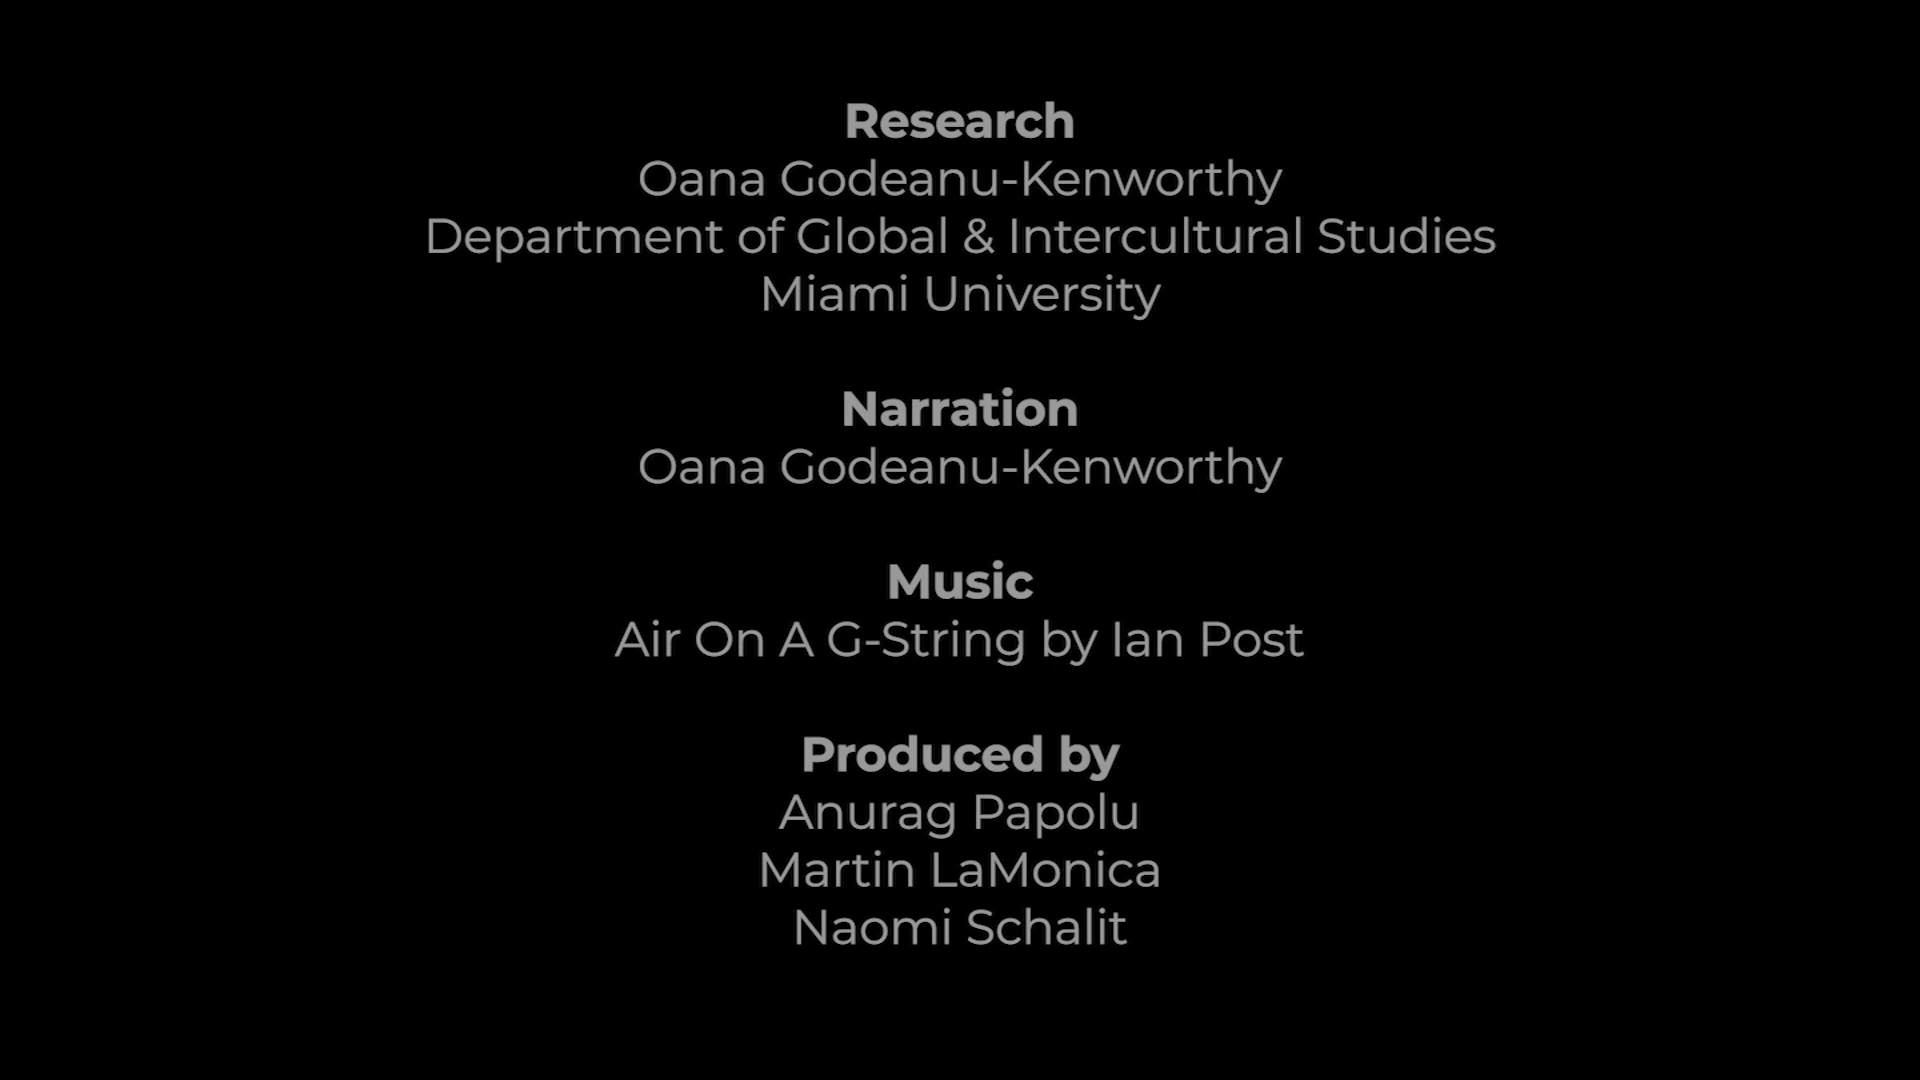 Research
Oana Godeanu-Kenworthy
Department of Global & Intercultural Studies
Miami University
Narration
Oana Godeanu-Kenworthy
Music
Air On A G-String by Ian Post
Produced by
Anurag Papolu
Martin LaMonica
Naomi Schalit